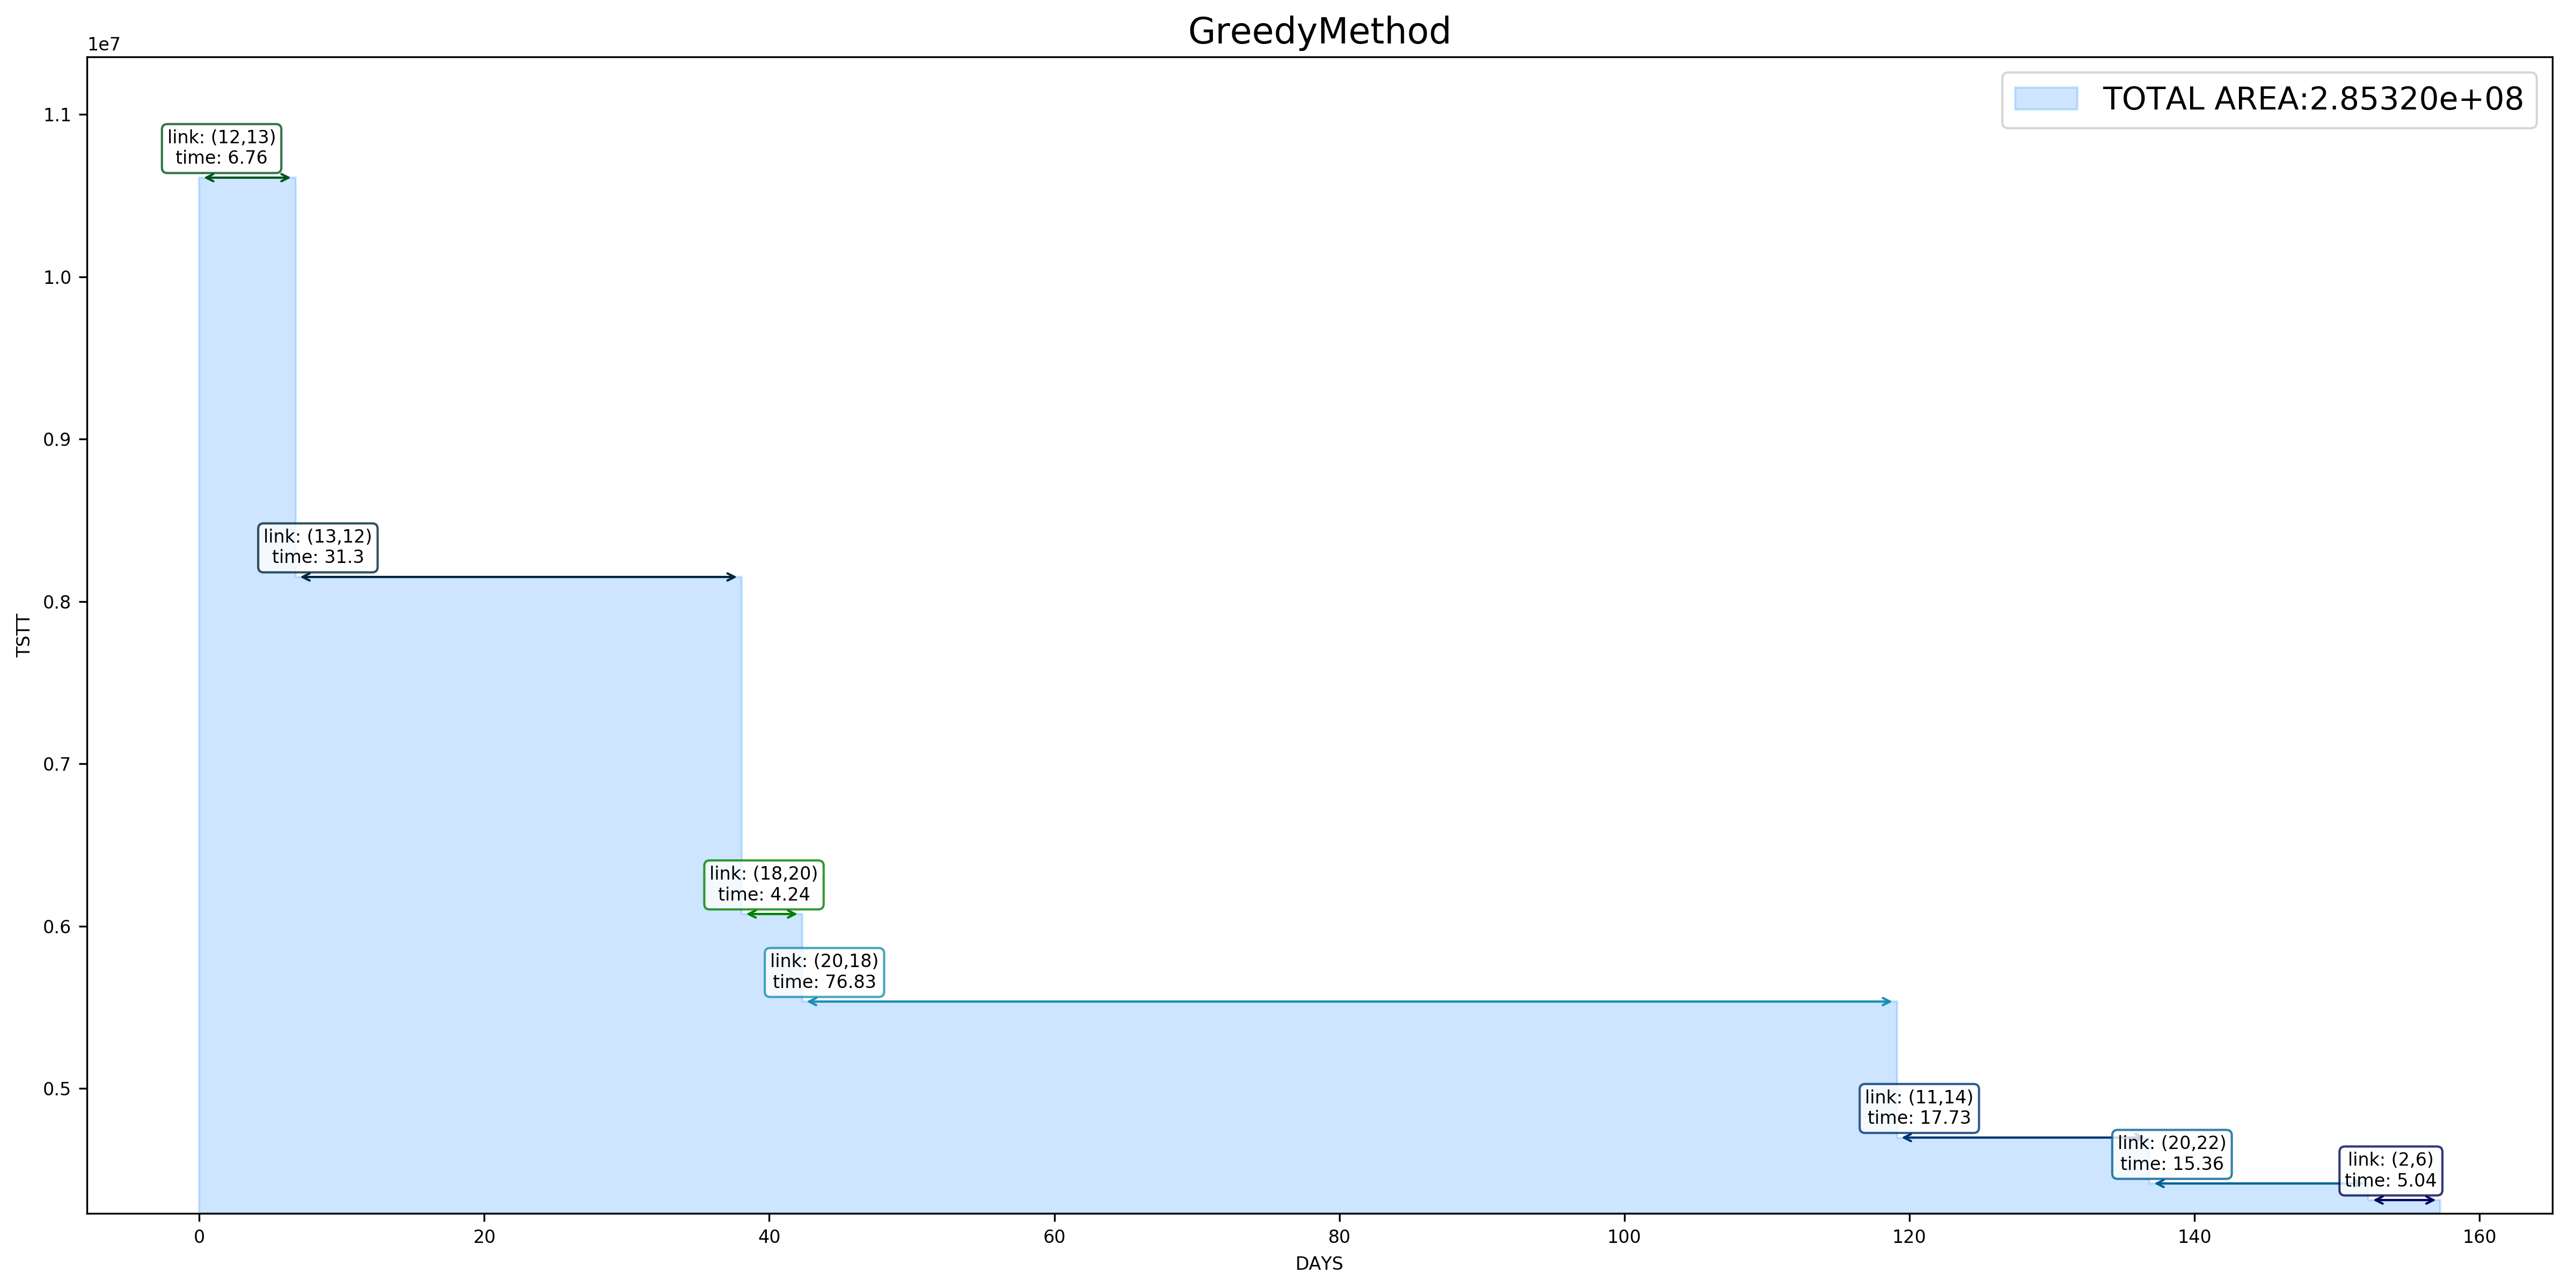 GreedyMethod
1e7
TOTAL AREA:2.85320e+08
1.1
1.0
0.9
0.8
0.7
0.6
0.5
TSTT
link: (12,13)
time: 6.76
link: (13,12)
time: 31.3
link: (18,20)
time: 4.24
link: (20,18)
time: 76.83
link: (11,14)
time: 17.73
link: (20,22)
time: 15.36
link: (2,6)
time: 5.04
0 20 40 60 80 100 120 140 160
DAYS